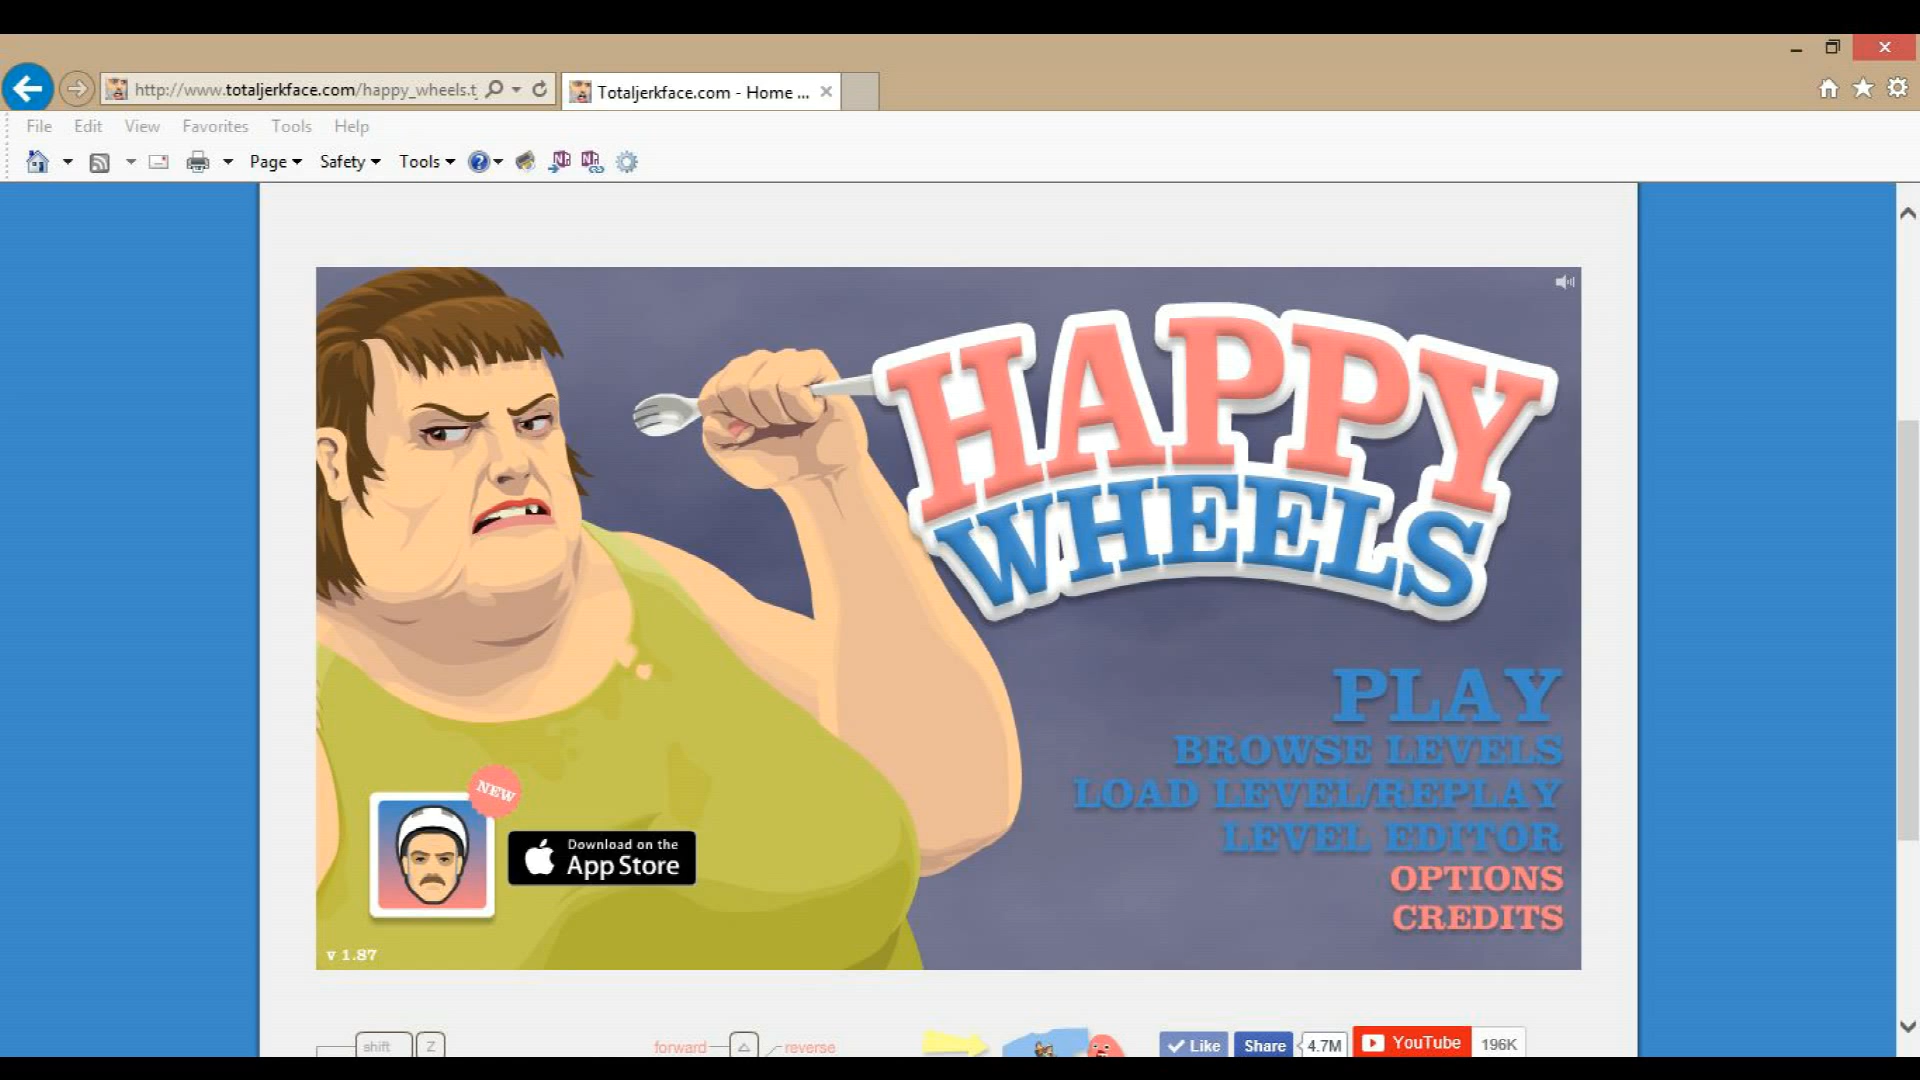 http://www.totaljerkface.com/happy_wheels.t
Totaljerkface.com - Home ...
File Edit View Favorites Tools Help
Page Safety Tools
HAPPY
WHEELS
PLAY
BROWSE LEVELS
LOAD LEVEL/REPLAY
LEVEL EDITOR
OPTIONS
CREDITS
NEW
Download on the
App Store
v 1.87
shift Z
forward reverse
Like Share 4.7M YouTube 196K